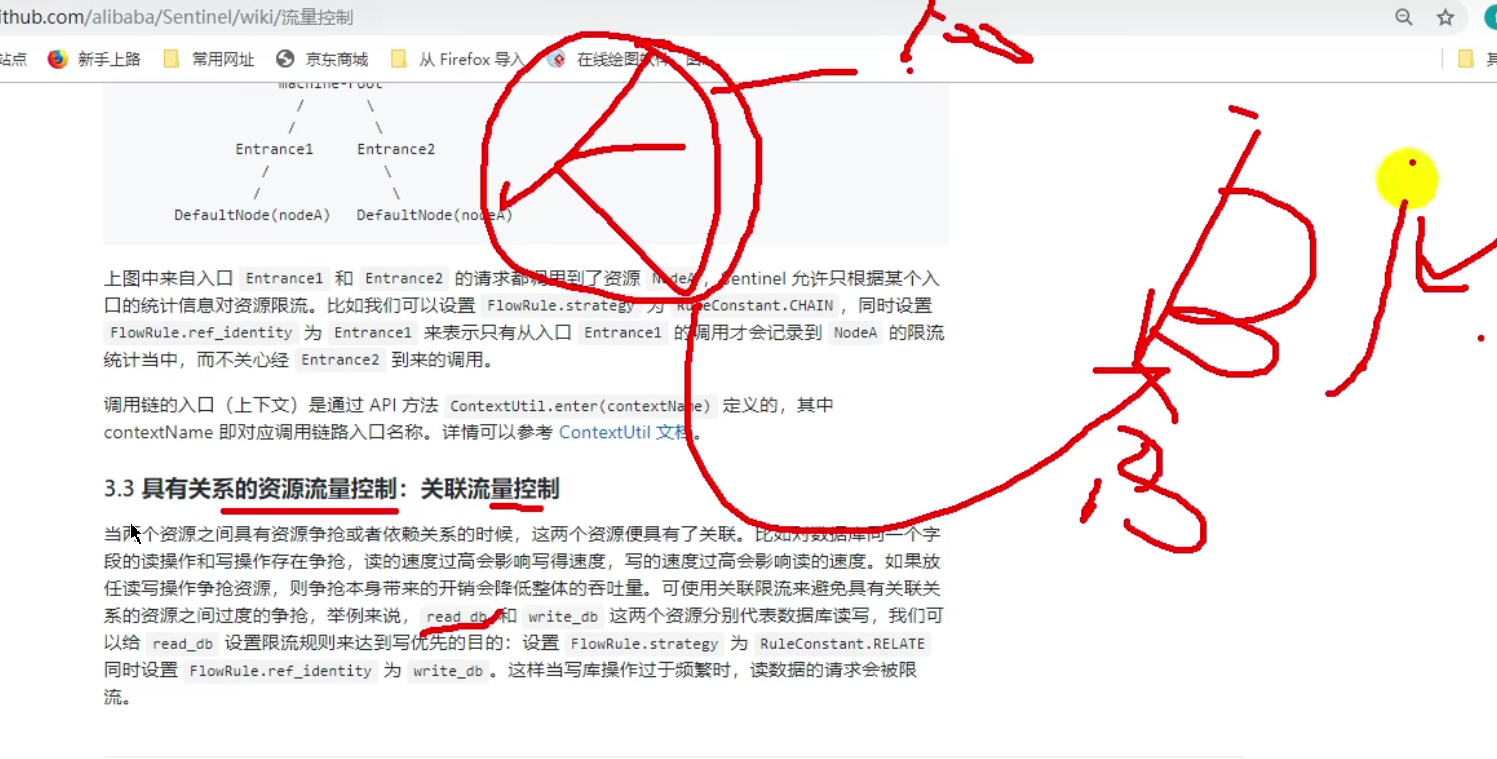 ithub.com/alibaba/Sentinel/wiki/流量控制
站点 新手上路 常用网址 京东商城 从 Firefox 导入 在线绘图软件
machine-root
/ \
/ \
Entrance1 Entrance2
/ \
/ \
DefaultNode(nodeA) DefaultNode(nodeA)
上图中来自入口 Entrance1 和 Entrance2 的请求都调用到了资源 NodeA，Sentinel 允许只根据某个入
口的统计信息对资源限流。比如我们可以设置 FlowRule.strategy 为 RuleConstant.CHAIN，同时设置
FlowRule.ref_identity 为 Entrance1 来表示只有从入口 Entrance1 的调用才会记录到 NodeA 的限流
统计当中，而不关心经 Entrance2 到来的调用。
调用链的入口（上下文）是通过 API 方法 ContextUtil.enter(contextName) 定义的，其中
contextName 即对应调用链路入口名称。详情可以参考 ContextUtil 文档。
3.3 具有关系的资源流量控制：关联流量控制
当两个资源之间具有资源争抢或者依赖关系的时候，这两个资源便具有了关联。比如对数据库同一个字
段的读操作和写操作存在争抢，读的速度过高会影响写得速度，写的速度过高会影响读的速度。如果放
任读写操作争抢资源，则争抢本身带来的开销会降低整体的吞吐量。可使用关联限流来避免具有关联关
系的资源之间过度的争抢，举例来说，read_db 和 write_db 这两个资源分别代表数据库读写，我们可
以给 read_db 设置限流规则来达到写优先的目的：设置 FlowRule.strategy 为 RuleConstant.RELATE
同时设置 FlowRule.ref_identity 为 write_db。这样当写库操作过于频繁时，读数据的请求会被限
流。